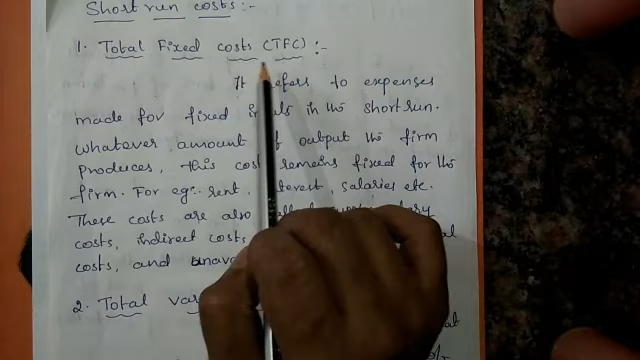 Short run costs:-
1. Total Fixed costs (TFC):-
It refers to expenses
made for fixed in the short run.
whatever amount of output the firm
produces, this cost remains fixed for the
firm. For eg:- rent, interest, salaries etc.
These costs are also
costs, indirect costs,
costs, and
2. Total